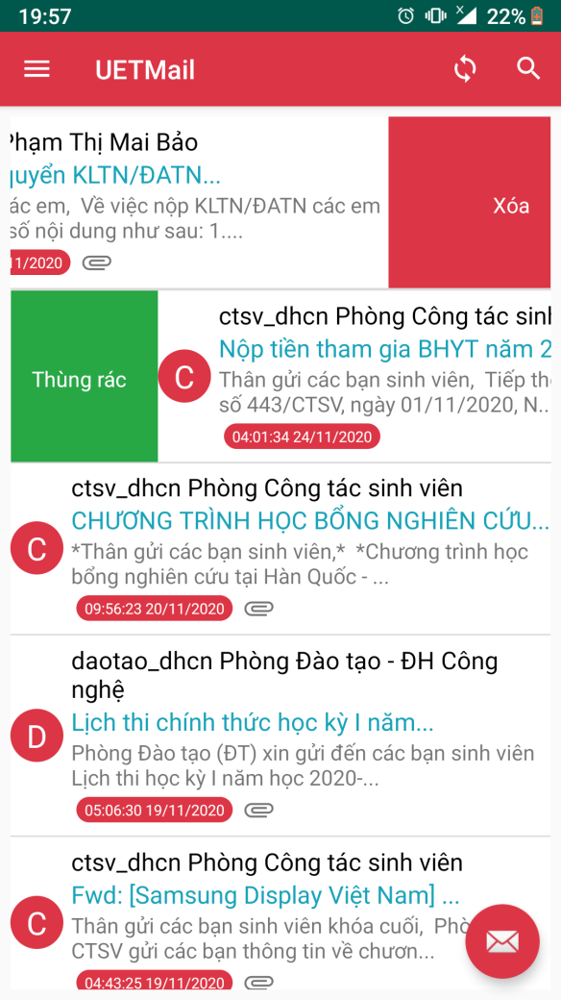 19:57
22%
UETMail
Phạm Thị Mai Bảo
quyển KLTN/ĐATN...
các em, Về việc nộp KLTN/ĐATN các em
số nội dung như sau: 1....
11/2020
Xóa
Thùng rác
C
ctsv_dhcn Phòng Công tác sinh
Nộp tiền tham gia BHYT năm 2
Thân gửi các bạn sinh viên, Tiếp the
số 443/CTSV, ngày 01/11/2020, N...
04:01:34 24/11/2020
ctsv_dhcn Phòng Công tác sinh viên
C
CHƯƠNG TRÌNH HỌC BỔNG NGHIÊN CỨU...
*Thân gửi các bạn sinh viên,* *Chương trình học
bổng nghiên cứu tại Hàn Quốc - ...
09:56:23 20/11/2020
daotao_dhcn Phòng Đào tạo - ĐH Công
nghệ
D
Lịch thi chính thức học kỳ I năm...
Phòng Đào tạo (ĐT) xin gửi đến các bạn sinh viên
Lịch thi học kỳ I năm học 2020-...
05:06:30 19/11/2020
ctsv_dhcn Phòng Công tác sinh viên
C
Fwd: [Samsung Display Việt Nam] ...
Thân gửi các bạn sinh viên khóa cuối, Phò
CTSV gửi các bạn thông tin về chươn...
04:43:25 19/11/2020